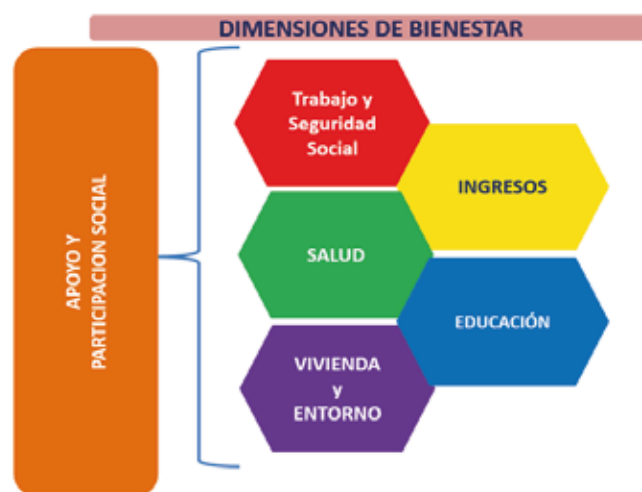 DIMENSIONES DE BIENESTAR
APOYO Y
PARTICIPACION SOCIAL
Trabajo y
Seguridad
Social
INGRESOS
SALUD
EDUCACIÓN
VIVIENDA
y
ENTORNO